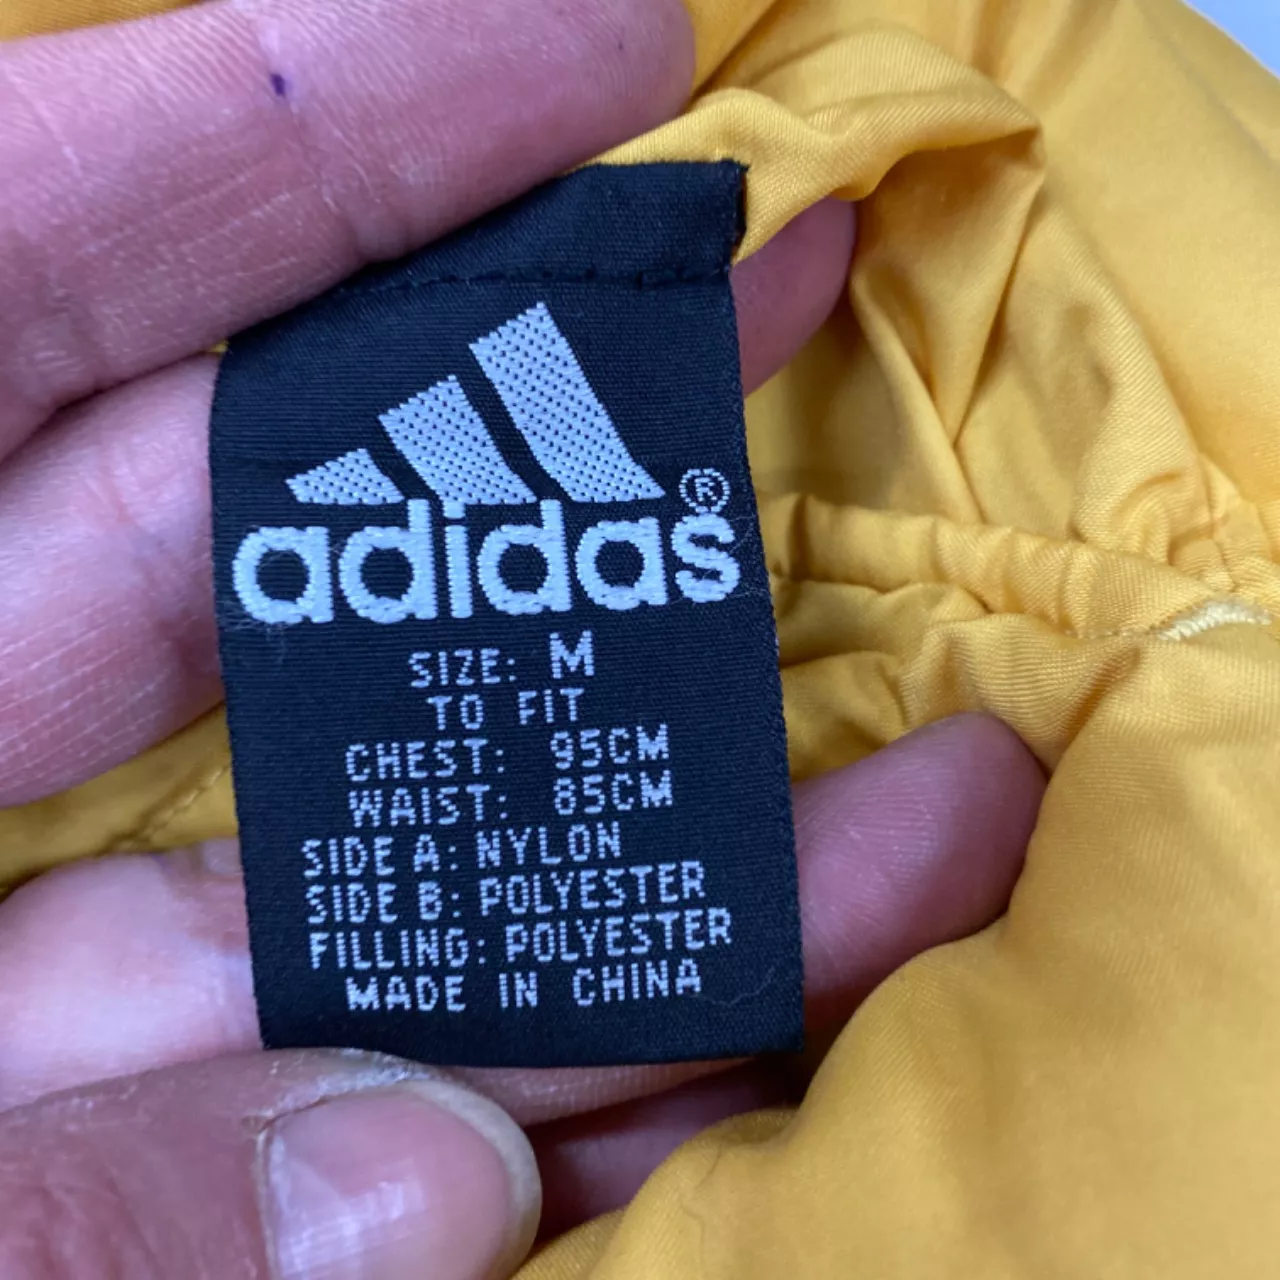 adidas®
SIZE: M
TO FIT
CHEST: 95CM
WAIST: 85CM
SIDE A: NYLON
SIDE B: POLYESTER
FILLING: POLYESTER
MADE IN CHINA